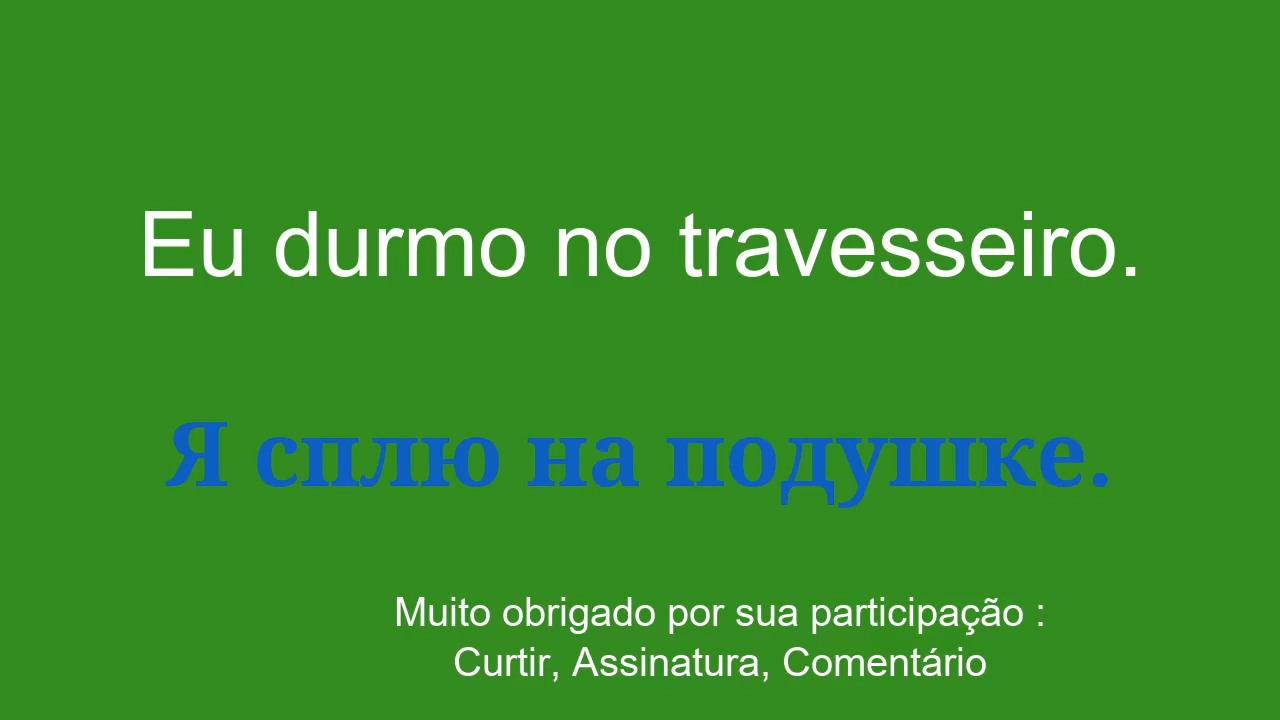 Eu durmo no travesseiro.
Я сплю на подушке.
Muito obrigado por sua participação :
Curtir, Assinatura, Comentário